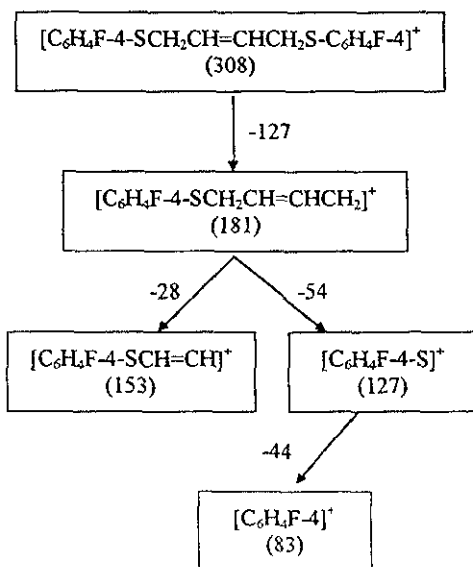 [C₆H₄F-4-SCH₂CH=CHCH₂S-C₆H₄F-4]⁺
(308)
-127
[C₆H₄F-4-SCH₂CH=CHCH₂]⁺
(181)
-28 -54
[C₆H₄F-4-SCH=CH]⁺ [C₆H₄F-4-S]⁺
(153) (127)
-44
[C₆H₄F-4]⁺
(83)